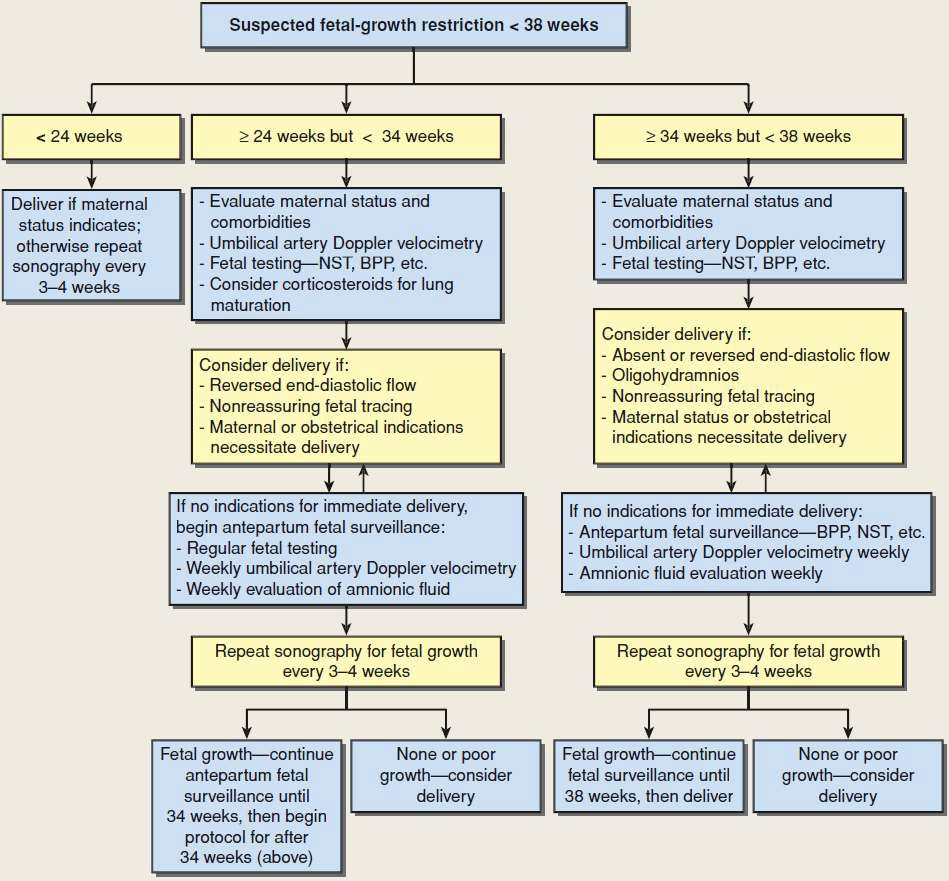 Suspected fetal-growth restriction < 38 weeks
< 24 weeks
≥ 24 weeks but < 34 weeks
≥ 34 weeks but < 38 weeks
Deliver if maternal
status indicates;
otherwise repeat
sonography every
3–4 weeks
- Evaluate maternal status and
comorbidities
- Umbilical artery Doppler velocimetry
- Fetal testing—NST, BPP, etc.
- Consider corticosteroids for lung
maturation
- Evaluate maternal status and
comorbidities
- Umbilical artery Doppler velocimetry
- Fetal testing—NST, BPP, etc.
Consider delivery if:
- Reversed end-diastolic flow
- Nonreassuring fetal tracing
- Maternal or obstetrical indications
necessitate delivery
Consider delivery if:
- Absent or reversed end-diastolic flow
- Oligohydramnios
- Nonreassuring fetal tracing
- Maternal status or obstetrical
indications necessitate delivery
If no indications for immediate delivery,
begin antepartum fetal surveillance:
- Regular fetal testing
- Weekly umbilical artery Doppler velocimetry
- Weekly evaluation of amnionic fluid
If no indications for immediate delivery:
- Antepartum fetal surveillance—BPP, NST, etc.
- Umbilical artery Doppler velocimetry weekly
- Amnionic fluid evaluation weekly
Repeat sonography for fetal growth
every 3–4 weeks
Repeat sonography for fetal growth
every 3–4 weeks
Fetal growth—continue
antepartum fetal
surveillance until
34 weeks, then begin
protocol for after
34 weeks (above)
None or poor
growth—consider
delivery
Fetal growth—continue
fetal surveillance until
38 weeks, then deliver
None or poor
growth—consider
delivery